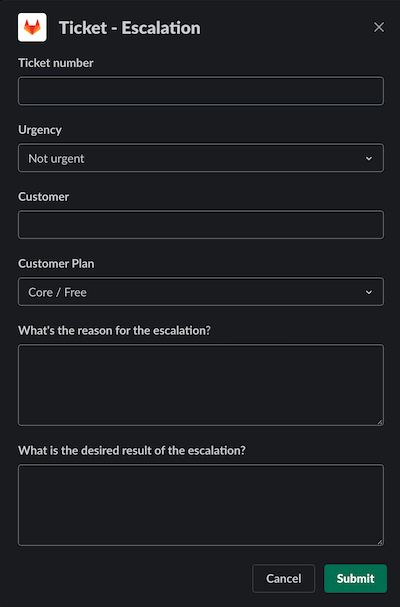 Ticket - Escalation
Ticket number
Urgency
Not urgent
Customer
Customer Plan
Core / Free
What's the reason for the escalation?
What is the desired result of the escalation?
Cancel Submit